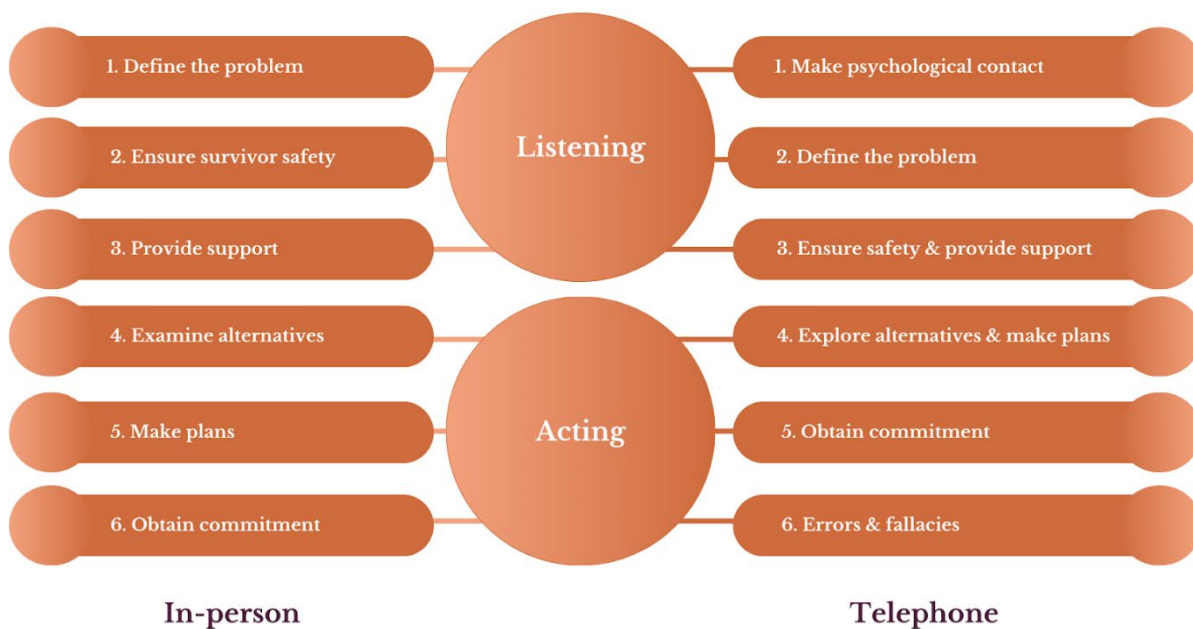 1. Define the problem
2. Ensure survivor safety
3. Provide support
4. Examine alternatives
5. Make plans
6. Obtain commitment
In-person
Listening
Acting
1. Make psychological contact
2. Define the problem
3. Ensure safety & provide support
4. Explore alternatives & make plans
5. Obtain commitment
6. Errors & fallacies
Telephone